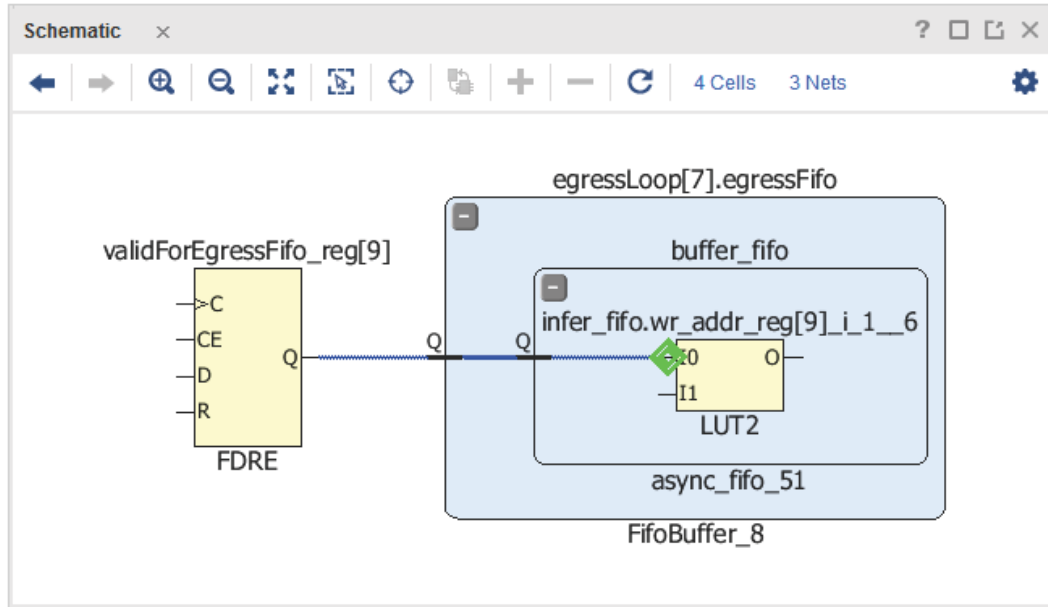 Schematic ×
4 Cells 3 Nets
egressLoop[7].egressFifo
validForEgressFifo_reg[9]
buffer_fifo
infer_fifo.wr_addr_reg[9]_i_1__6
C
CE
D
R
Q
Q
Q
I0
I1
O
LUT2
FDRE
async_fifo_51
FifoBuffer_8